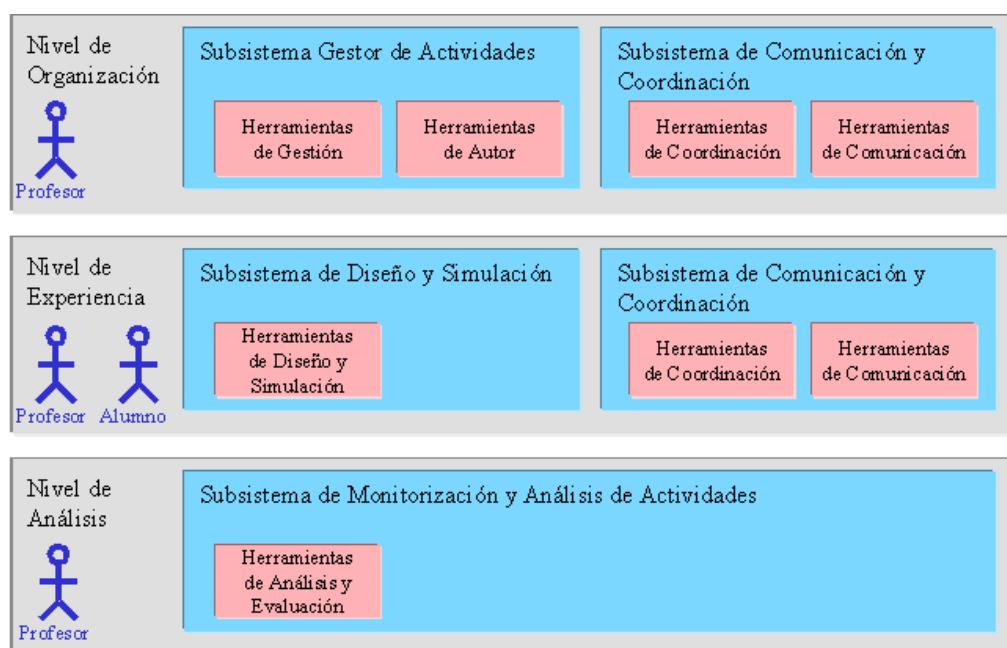 Nivel de
Organización
Profesor
Subsistema Gestor de Actividades
Herramientas
de Gestión
Herramientas
de Autor
Subsistema de Comunicación y
Coordinación
Herramientas
de Coordinación
Herramientas
de Comunicación
Nivel de
Experiencia
Profesor
Alumno
Subsistema de Diseño y Simulación
Herramientas
de Diseño y
Simulación
Subsistema de Comunicación y
Coordinación
Herramientas
de Coordinación
Herramientas
de Comunicación
Nivel de
Análisis
Profesor
Subsistema de Monitorización y Análisis de Actividades
Herramientas
de Análisis y
Evaluación